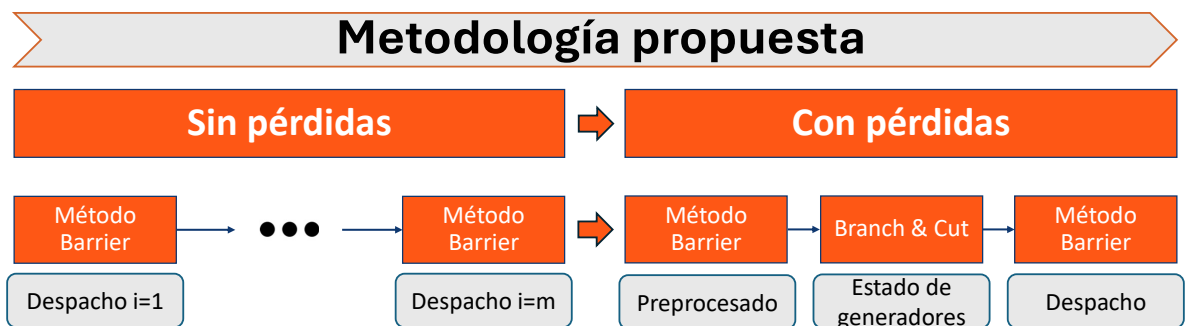 Metodología propuesta
Sin pérdidas
Con pérdidas
Método
Barrier
Método
Barrier
Método
Barrier
Branch & Cut
Método
Barrier
Despacho i=1
Despacho i=m
Preprocesado
Estado de
generadores
Despacho